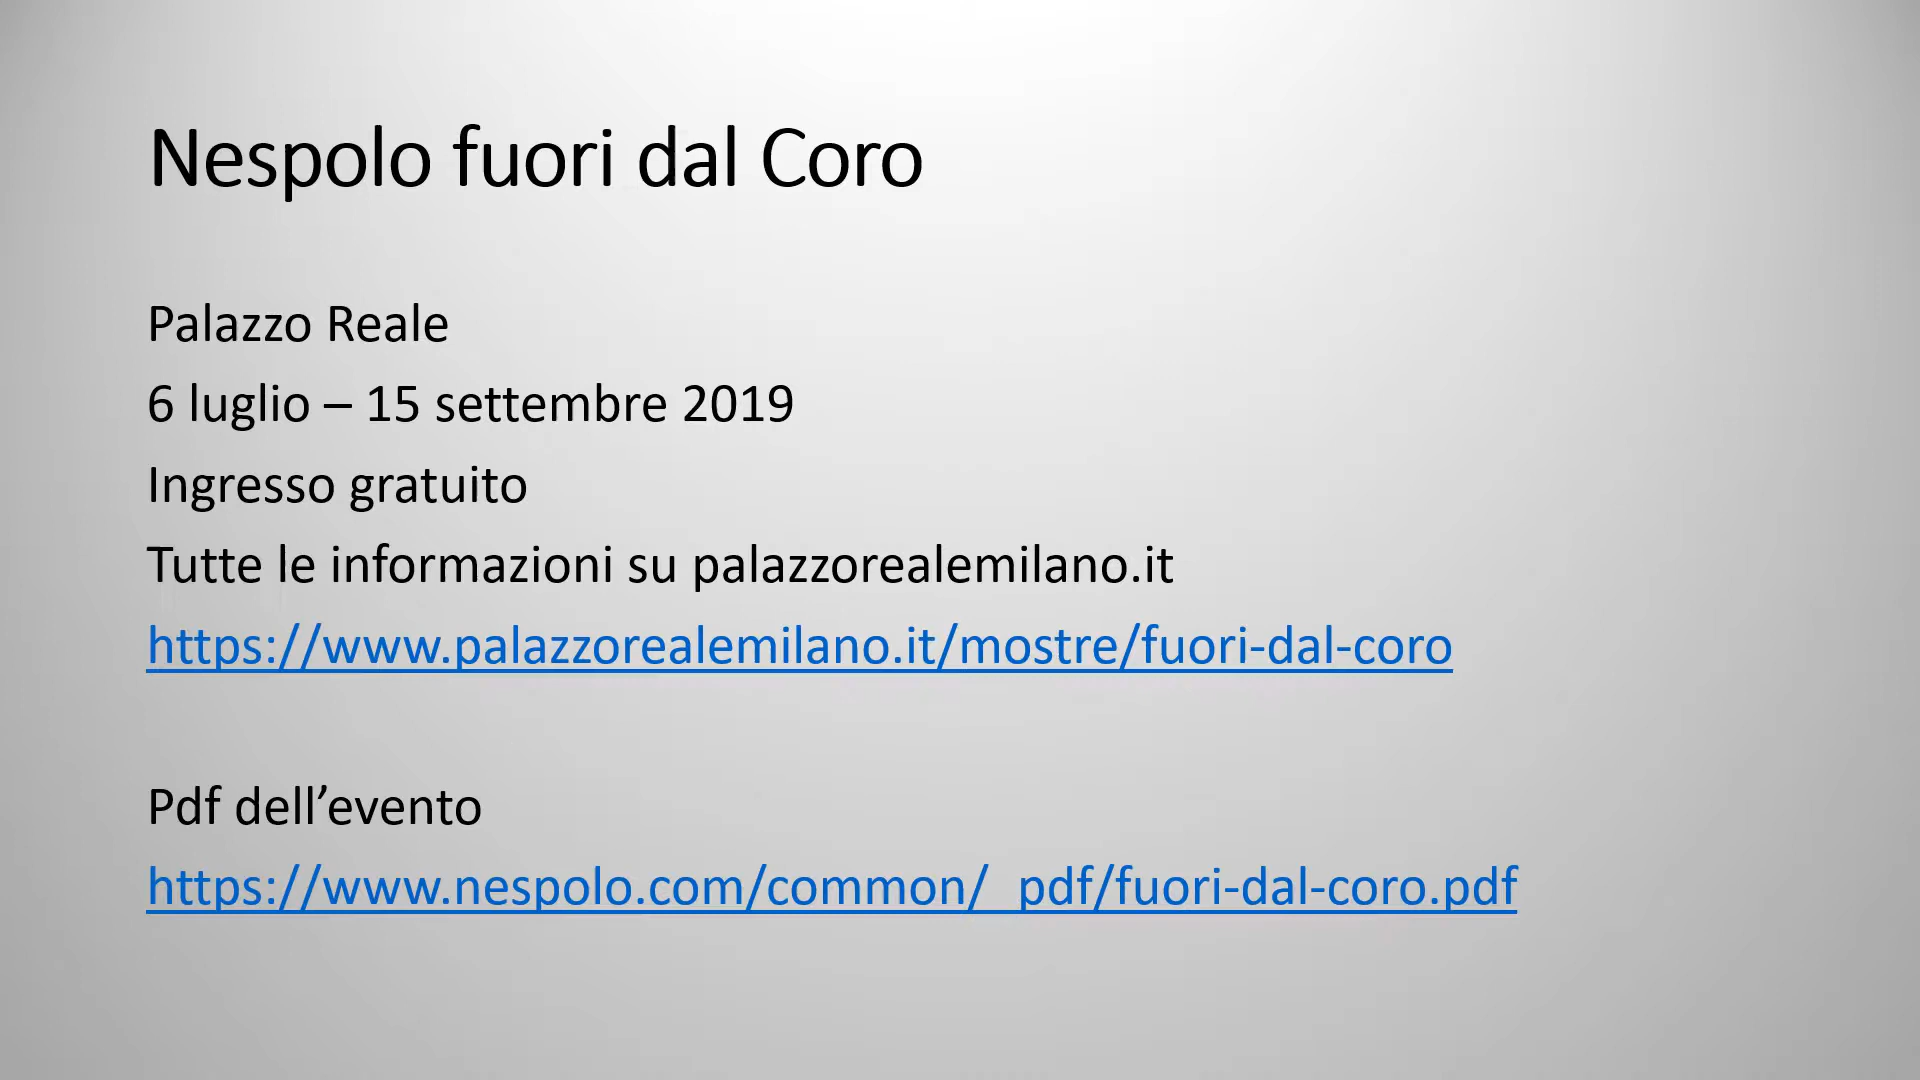 Nespolo fuori dal Coro
Palazzo Reale
6 luglio – 15 settembre 2019
Ingresso gratuito
Tutte le informazioni su palazzorealemilano.it
https://www.palazzorealemilano.it/mostre/fuori-dal-coro
Pdf dell’evento
https://www.nespolo.com/common/_pdf/fuori-dal-coro.pdf